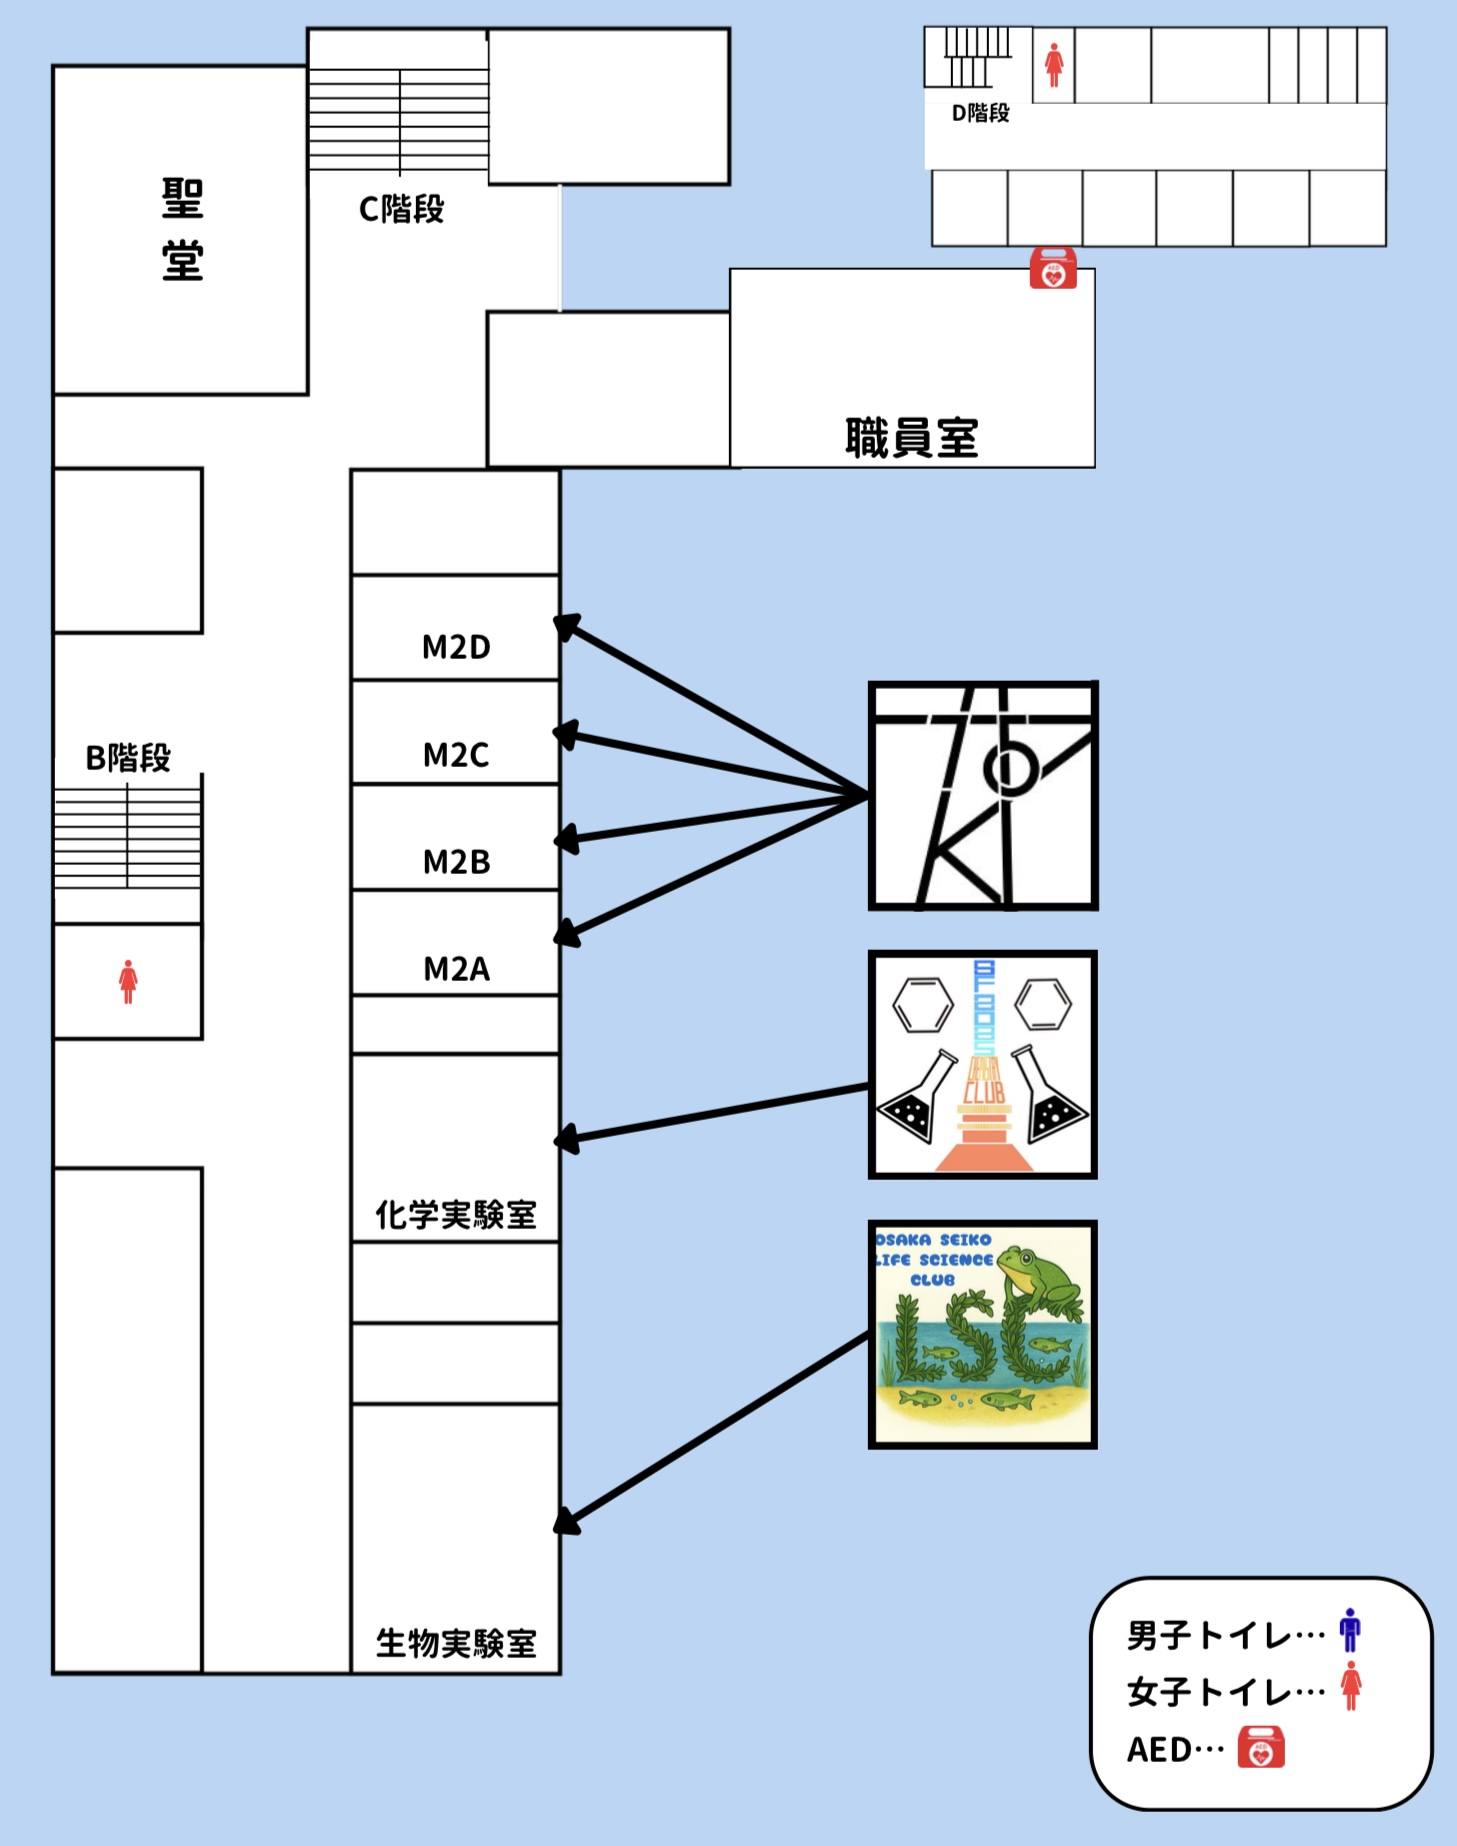 聖
堂
C階段
D階段
職員室
M2D
M2C
B階段
M2B
M2A
75
CLUB
化学実験室
OSAKA SEIKO
LIFE SCIENCE
CLUB
LSC
生物実験室
男子トイレ…
女子トイレ…
AED…